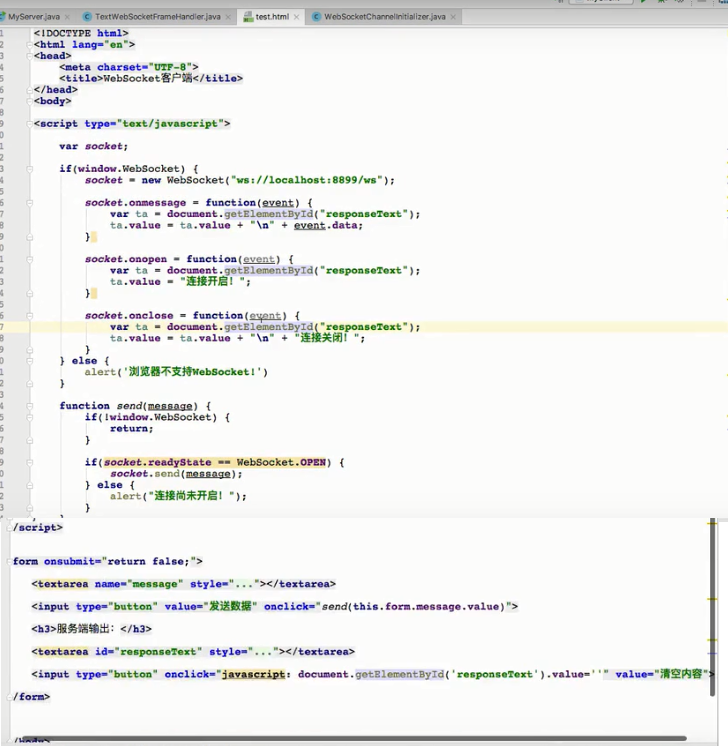 MyServer.java × TextWebSocketFrameHandler.java × test.html × WebSocketChannelInitializer.java ×
<!DOCTYPE html>
<html lang="en">
<head>
<meta charset="UTF-8">
<title>WebSocket客户端</title>
</head>
<body>
<script type="text/javascript">
var socket;
if(window.WebSocket) {
socket = new WebSocket("ws://localhost:8899/ws");
socket.onmessage = function(event) {
var ta = document.getElementById("responseText");
ta.value = ta.value + "\n" + event.data;
}
socket.onopen = function(event) {
var ta = document.getElementById("responseText");
ta.value = "连接开启！";
}
socket.onclose = function(event) {
var ta = document.getElementById("responseText");
ta.value = ta.value + "\n" + "连接关闭！";
}
} else {
alert('浏览器不支持WebSocket!')
}
function send(message) {
if(!window.WebSocket) {
return;
}
if(socket.readyState == WebSocket.OPEN) {
socket.send(message);
} else {
alert("连接尚未开启！");
}
/script>
form onsubmit="return false;">
<textarea name="message" style="..."></textarea>
<input type="button" value="发送数据" onclick="send(this.form.message.value)">
<h3>服务端输出：</h3>
<textarea id="responseText" style="..."></textarea>
<input type="button" onclick="javascript: document.getElementById('responseText').value=''" value="清空内容">
/form>
/body>